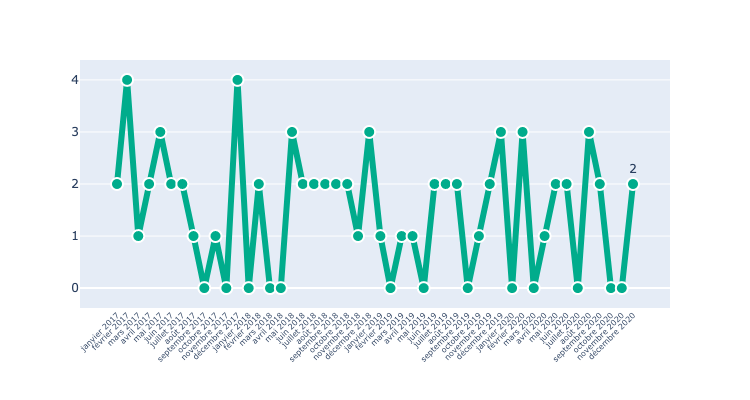 4
3
2
1
0
2
janvier 2017
février 2017
mars 2017
avril 2017
mai 2017
juin 2017
juillet 2017
août 2017
septembre 2017
octobre 2017
novembre 2017
décembre 2017
janvier 2018
février 2018
mars 2018
avril 2018
mai 2018
juin 2018
juillet 2018
août 2018
septembre 2018
octobre 2018
novembre 2018
décembre 2018
janvier 2019
février 2019
mars 2019
avril 2019
mai 2019
juin 2019
juillet 2019
août 2019
septembre 2019
octobre 2019
novembre 2019
décembre 2019
janvier 2020
février 2020
mars 2020
avril 2020
mai 2020
juin 2020
juillet 2020
août 2020
septembre 2020
octobre 2020
novembre 2020
décembre 2020